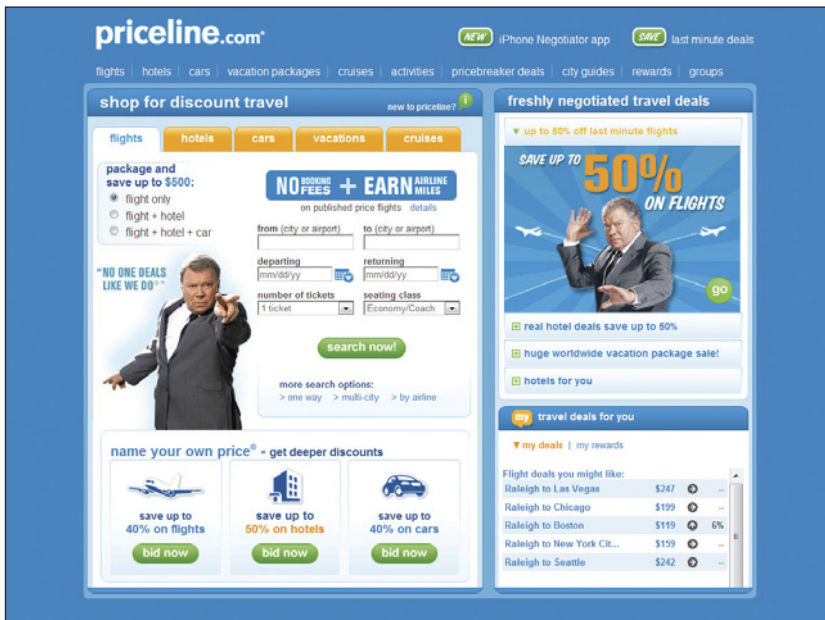 priceline.com®
NEW iPhone Negotiator app SAVE last minute deals
flights | hotels | cars | vacation packages | cruises | activities | pricebreaker deals | city guides | rewards | groups
shop for discount travel
new to priceline? i
flights hotels cars vacations cruises
package and
save up to $500:
flight only
flight + hotel
flight + hotel + car
"NO ONE DEALS
LIKE WE DO®"
NO BOOKING FEES + EARN AIRLINE MILES
on published price flights details
from (city or airport) to (city or airport)
departing returning
mm/dd/yy mm/dd/yy
number of tickets seating class
1 ticket Economy/Coach
search now!
more search options:
> one way > multi-city > by airline
name your own price® - get deeper discounts
save up to
40% on flights
bid now
save up to
50% on hotels
bid now
save up to
40% on cars
bid now
freshly negotiated travel deals
up to 50% off last minute flights
SAVE UP TO
50%
ON FLIGHTS
go
real hotel deals save up to 50%
huge worldwide vacation package sale!
hotels for you
my travel deals for you
my deals | my rewards
Flight deals you might like:
Raleigh to Las Vegas $247 --
Raleigh to Chicago $199 --
Raleigh to Boston $119 6%
Raleigh to New York Cit... $159 --
Raleigh to Seattle $242 --